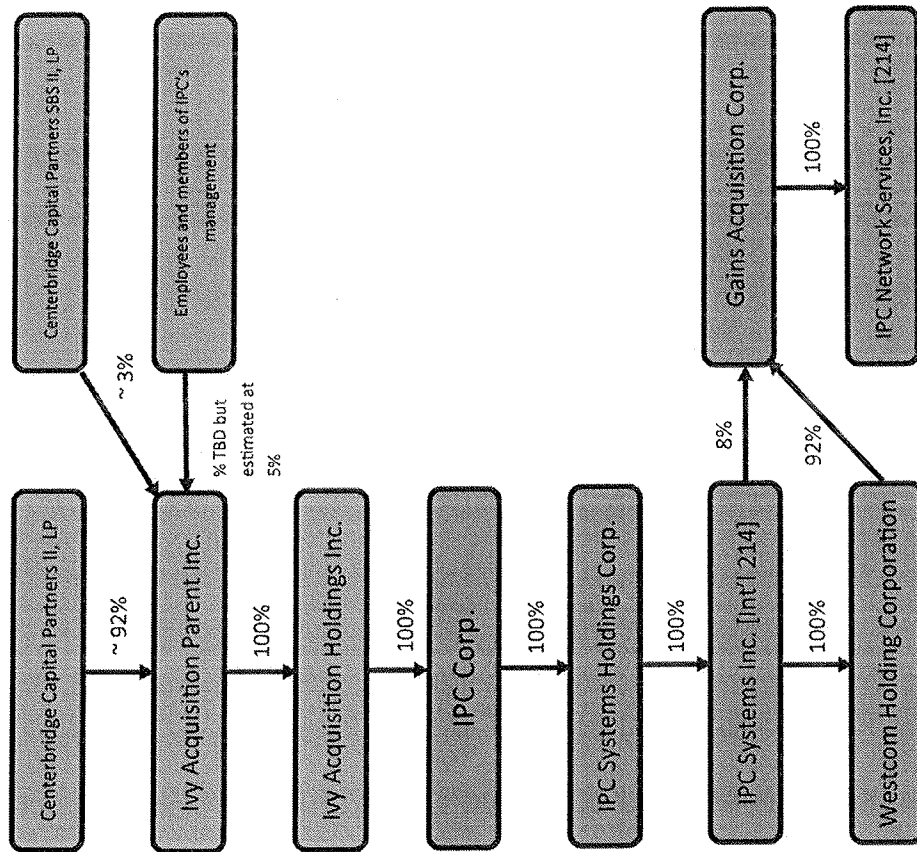 Centerbridge Capital Partners II, LP
Centerbridge Capital Partners SBS II, LP
~ 92%
~ 3%
Ivy Acquisition Parent Inc.
Employees and members of IPC's
management
% TBD but
estimated at
5%
100%
Ivy Acquisition Holdings Inc.
100%
IPC Corp.
100%
IPC Systems Holdings Corp.
100%
IPC Systems Inc. [Int'l 214]
8%
Gains Acquisition Corp.
100%
92%
100%
Westcom Holding Corporation
IPC Network Services, Inc. [214]